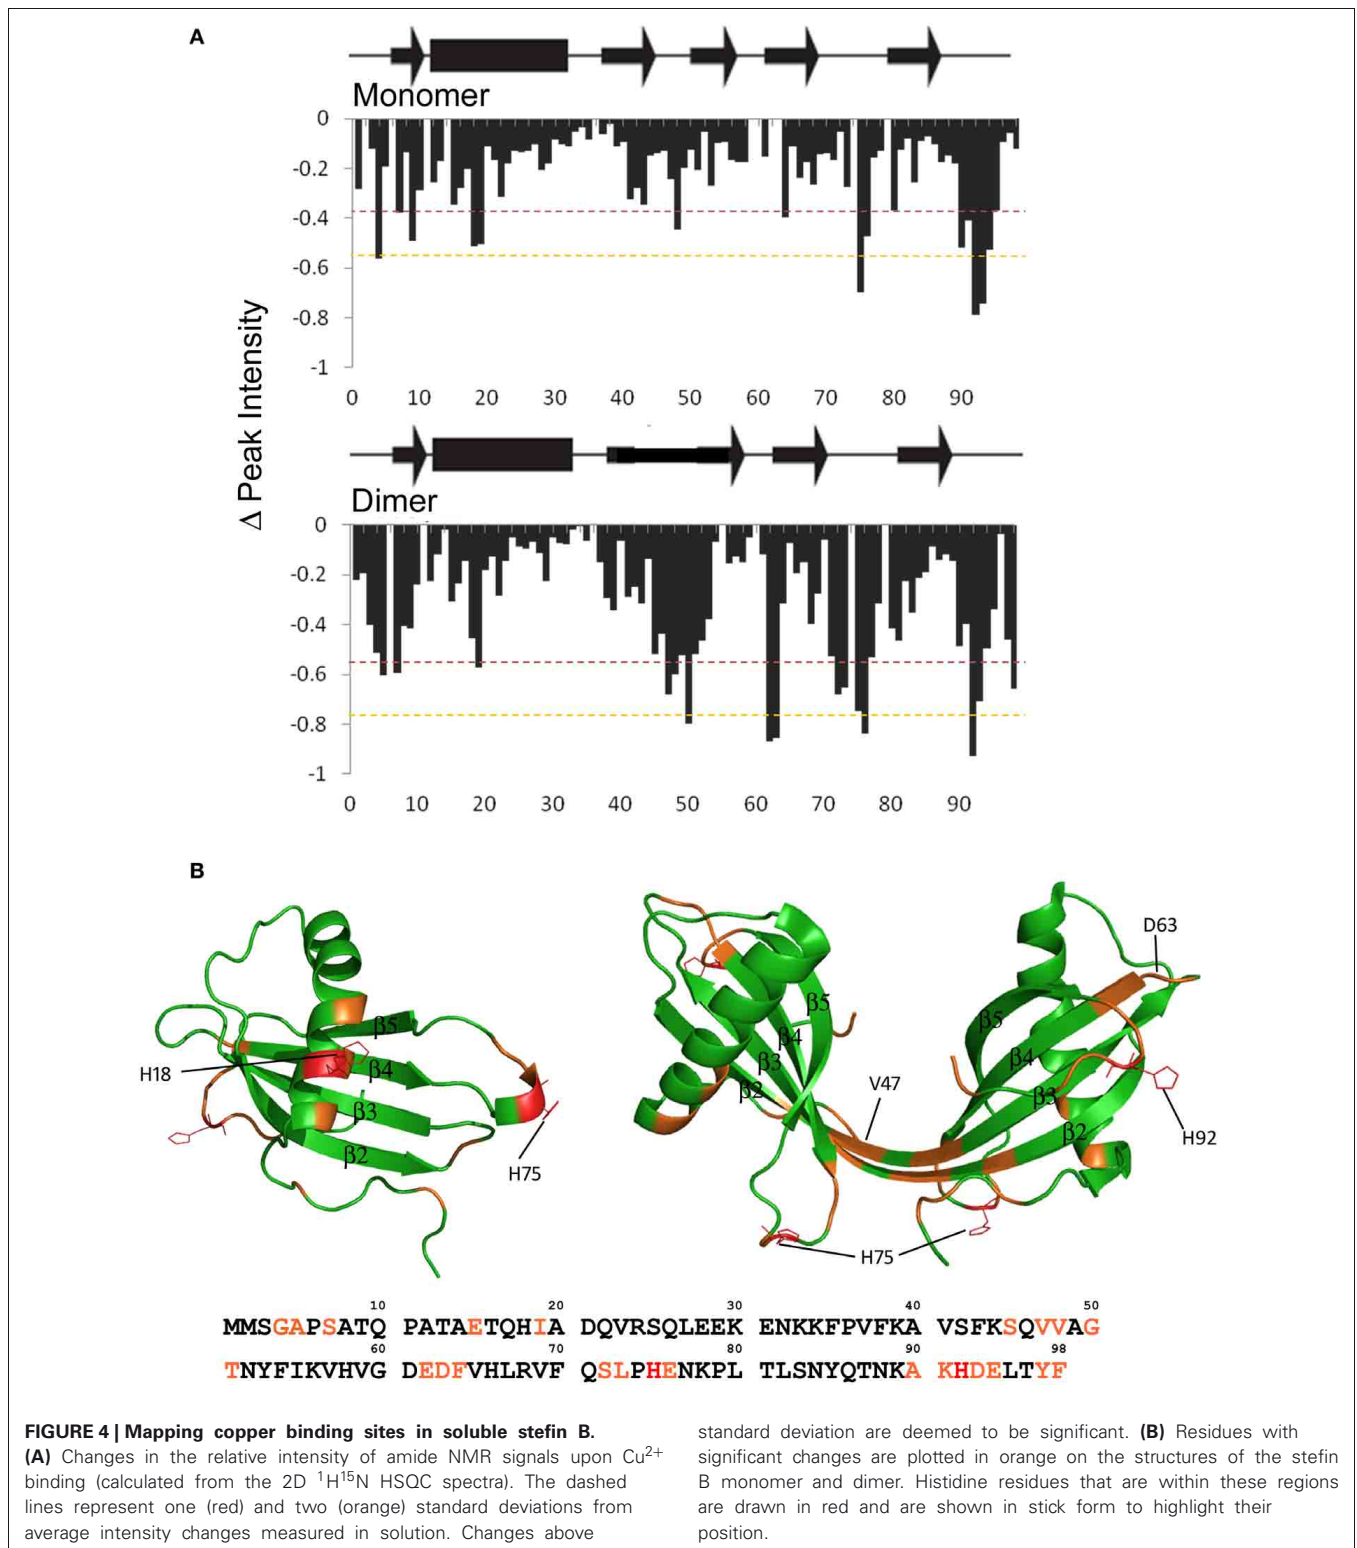 A
Monomer
0
-0.2
-0.4
-0.6
-0.8
-1
0 10 20 30 40 50 60 70 80 90
Δ Peak Intensity
Dimer
0
-0.2
-0.4
-0.6
-0.8
-1
0 10 20 30 40 50 60 70 80 90
B
H18
β5
β4
β3
β2
H75
β5
β4
β3
β2
V47
H75
β5
β4
β3
β2
D63
H92
10 20 30 40 50
MMSGAPSATQ PATAETQHIA DQVRSQLEEK ENKKFPVFKA VSFKSQVVAG
60 70 80 90 98
TNYFIKVHVG DEDFVHLRVF QSLPHENKPL TLSNYQTNKA KHDELTYF
FIGURE 4 | Mapping copper binding sites in soluble stefin B.
(A) Changes in the relative intensity of amide NMR signals upon Cu²⁺
binding (calculated from the 2D ¹H¹⁵N HSQC spectra). The dashed
lines represent one (red) and two (orange) standard deviations from
average intensity changes measured in solution. Changes above
standard deviation are deemed to be significant. (B) Residues with
significant changes are plotted in orange on the structures of the stefin
B monomer and dimer. Histidine residues that are within these regions
are drawn in red and are shown in stick form to highlight their
position.